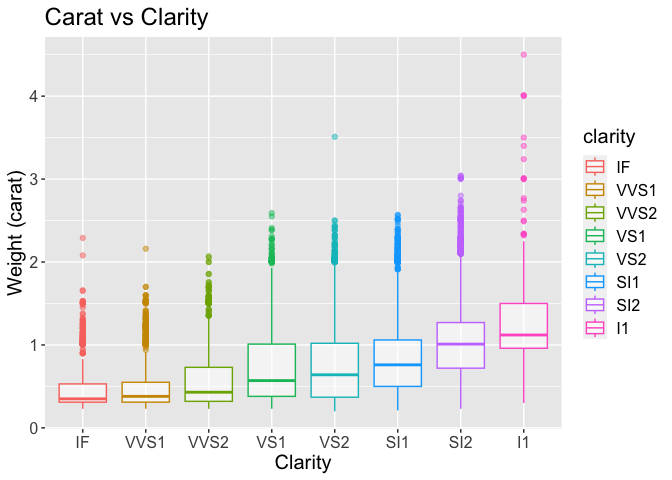 Carat vs Clarity
Weight (carat)
4
3
2
1
0
IF VVS1 VVS2 VS1 VS2 SI1 SI2 I1
Clarity
clarity
IF
VVS1
VVS2
VS1
VS2
SI1
SI2
I1